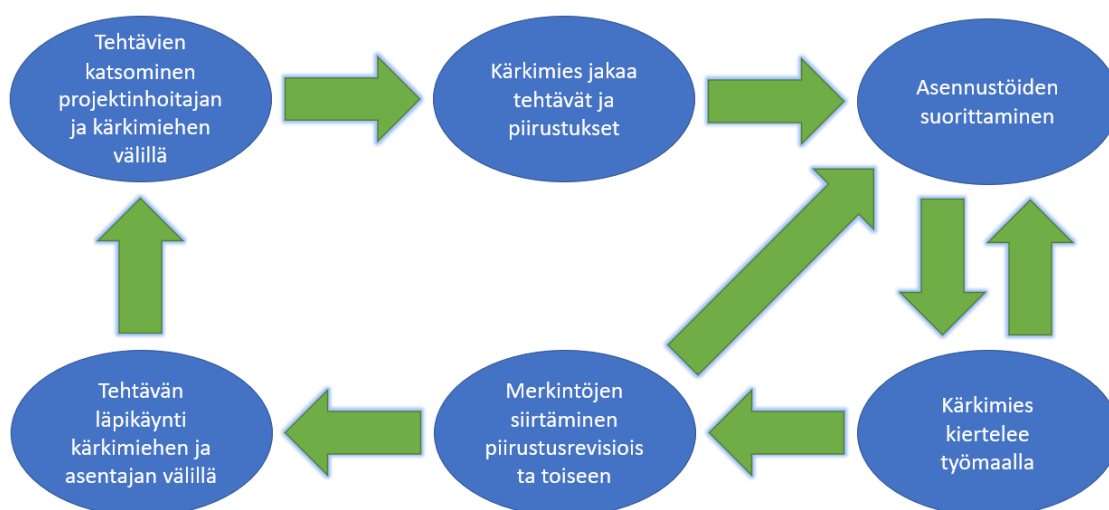 Tehtävien
katsominen
projektinhoitajan
ja kärkimiehen
välillä
Kärkimies jakaa
tehtävät ja
piirustukset
Asennustöiden
suorittaminen
Tehtävän
läpikäynti
kärkimiehen ja
asentajan välillä
Merkintöjen
siirtäminen
piirustusrevisiois
ta toiseen
Kärkimies
kiertelee
työmaalla